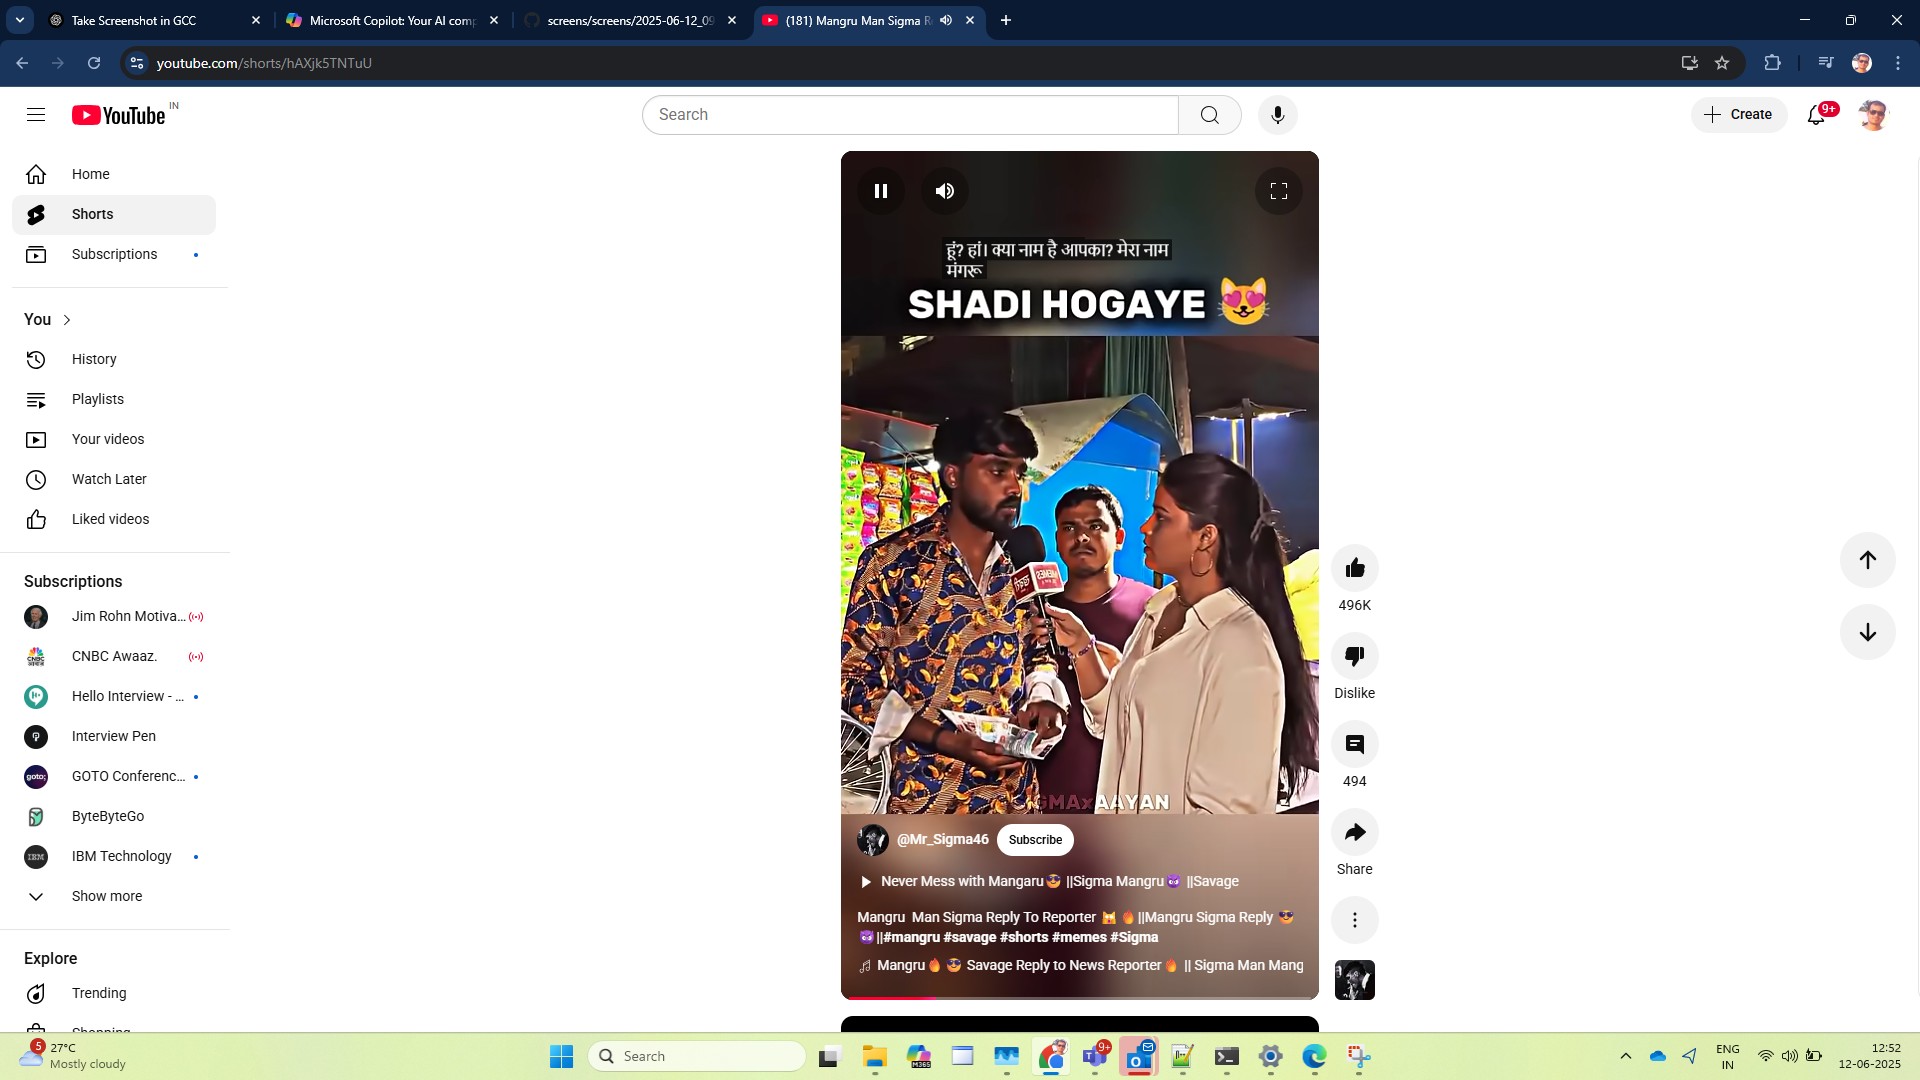 Take Screenshot in GCC
Microsoft Copilot: Your AI comp
screens/screens/2025-06-12_09
(181) Mangru Man Sigma R
youtube.com/shorts/hAXjk5TNTuU
YouTube IN
Search
Create
9+
Home
Shorts
Subscriptions
You
History
Playlists
Your videos
Watch Later
Liked videos
Subscriptions
Jim Rohn Motiva...
CNBC Awaaz.
Hello Interview - ...
Interview Pen
GOTO Conferenc...
ByteByteGo
IBM Technology
Show more
Explore
Trending
Shopping
हूं? हां। क्या नाम है आपका? मेरा नाम
मंगरू
SHADI HOGAYE 😻
SIGMAxAAYAN
@Mr_Sigma46 Subscribe
Never Mess with Mangaru😎 ||Sigma Mangru😈 ||Savage
Mangru Man Sigma Reply To Reporter 🙀🔥||Mangru Sigma Reply 😎
😈||#mangru #savage #shorts #memes #Sigma
Mangru🔥😎 Savage Reply to News Reporter🔥 || Sigma Man Mang
496K
Dislike
494
Share
5
27°C
Mostly cloudy
Search
M365
9+
ENG
IN
12:52
12-06-2025